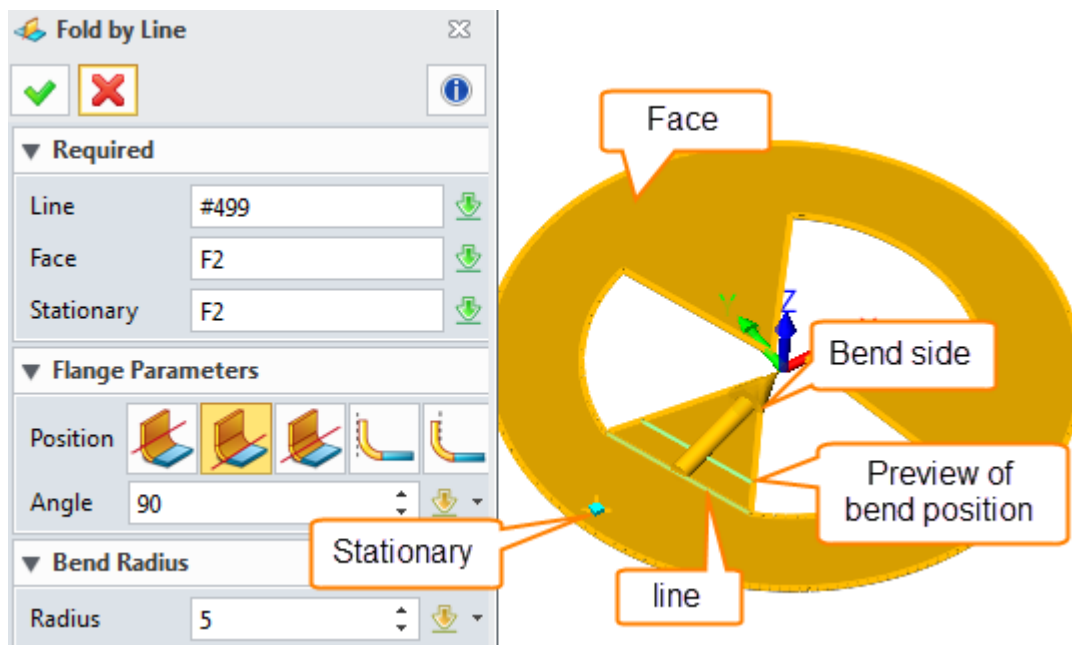 Fold by Line
Required
Line #499
Face F2
Stationary F2
Flange Parameters
Position
Angle 90
Bend Radius
Radius 5
Face
Z
Y
Bend side
Preview of
bend position
Stationary
line